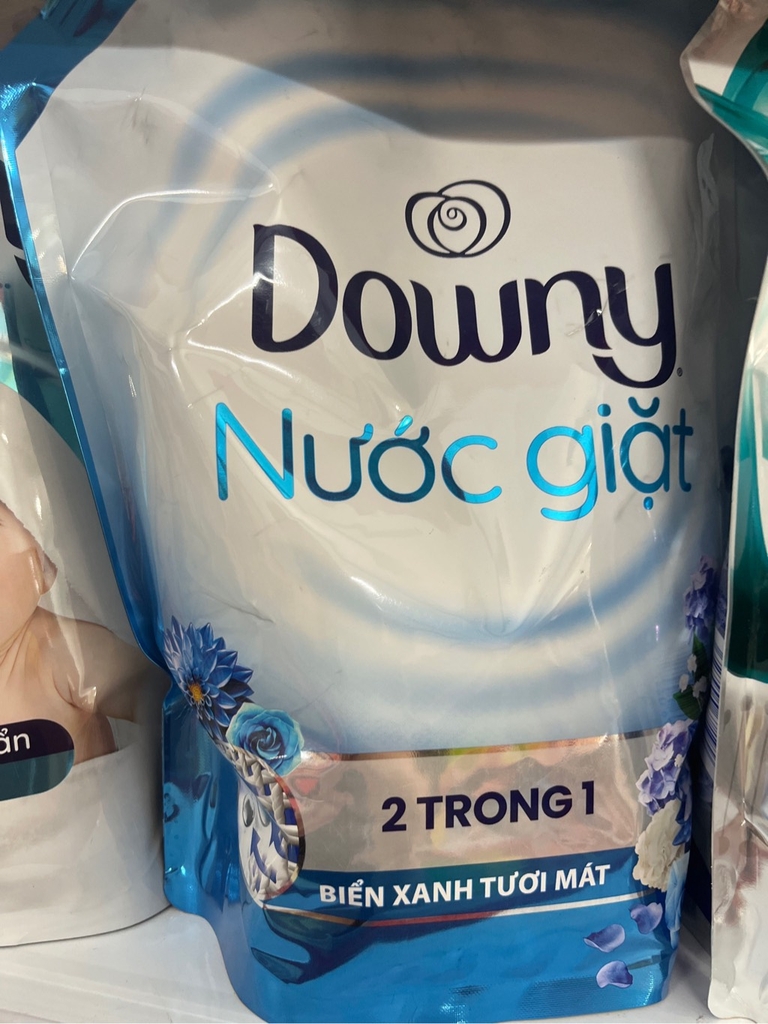 Downy
Nước giặt
2 TRONG 1
BIỂN XANH TƯƠI MÁT